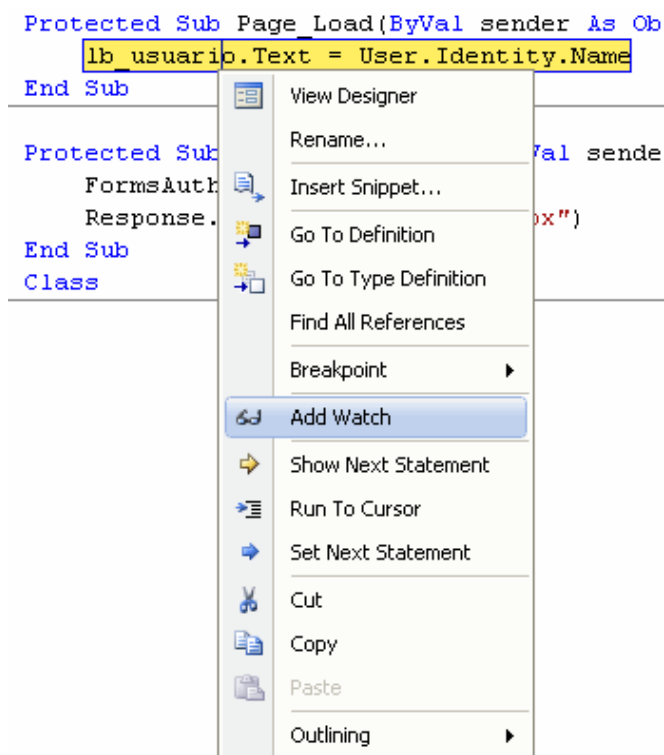 Protected Sub Page_Load(ByVal sender As Ob
lb_usuario.Text = User.Identity.Name
End Sub
Protected Sub
Val sende
FormsAuth
Response.
ox")
End Sub
Class
View Designer
Rename...
Insert Snippet...
Go To Definition
Go To Type Definition
Find All References
Breakpoint
Add Watch
Show Next Statement
Run To Cursor
Set Next Statement
Cut
Copy
Paste
Outlining